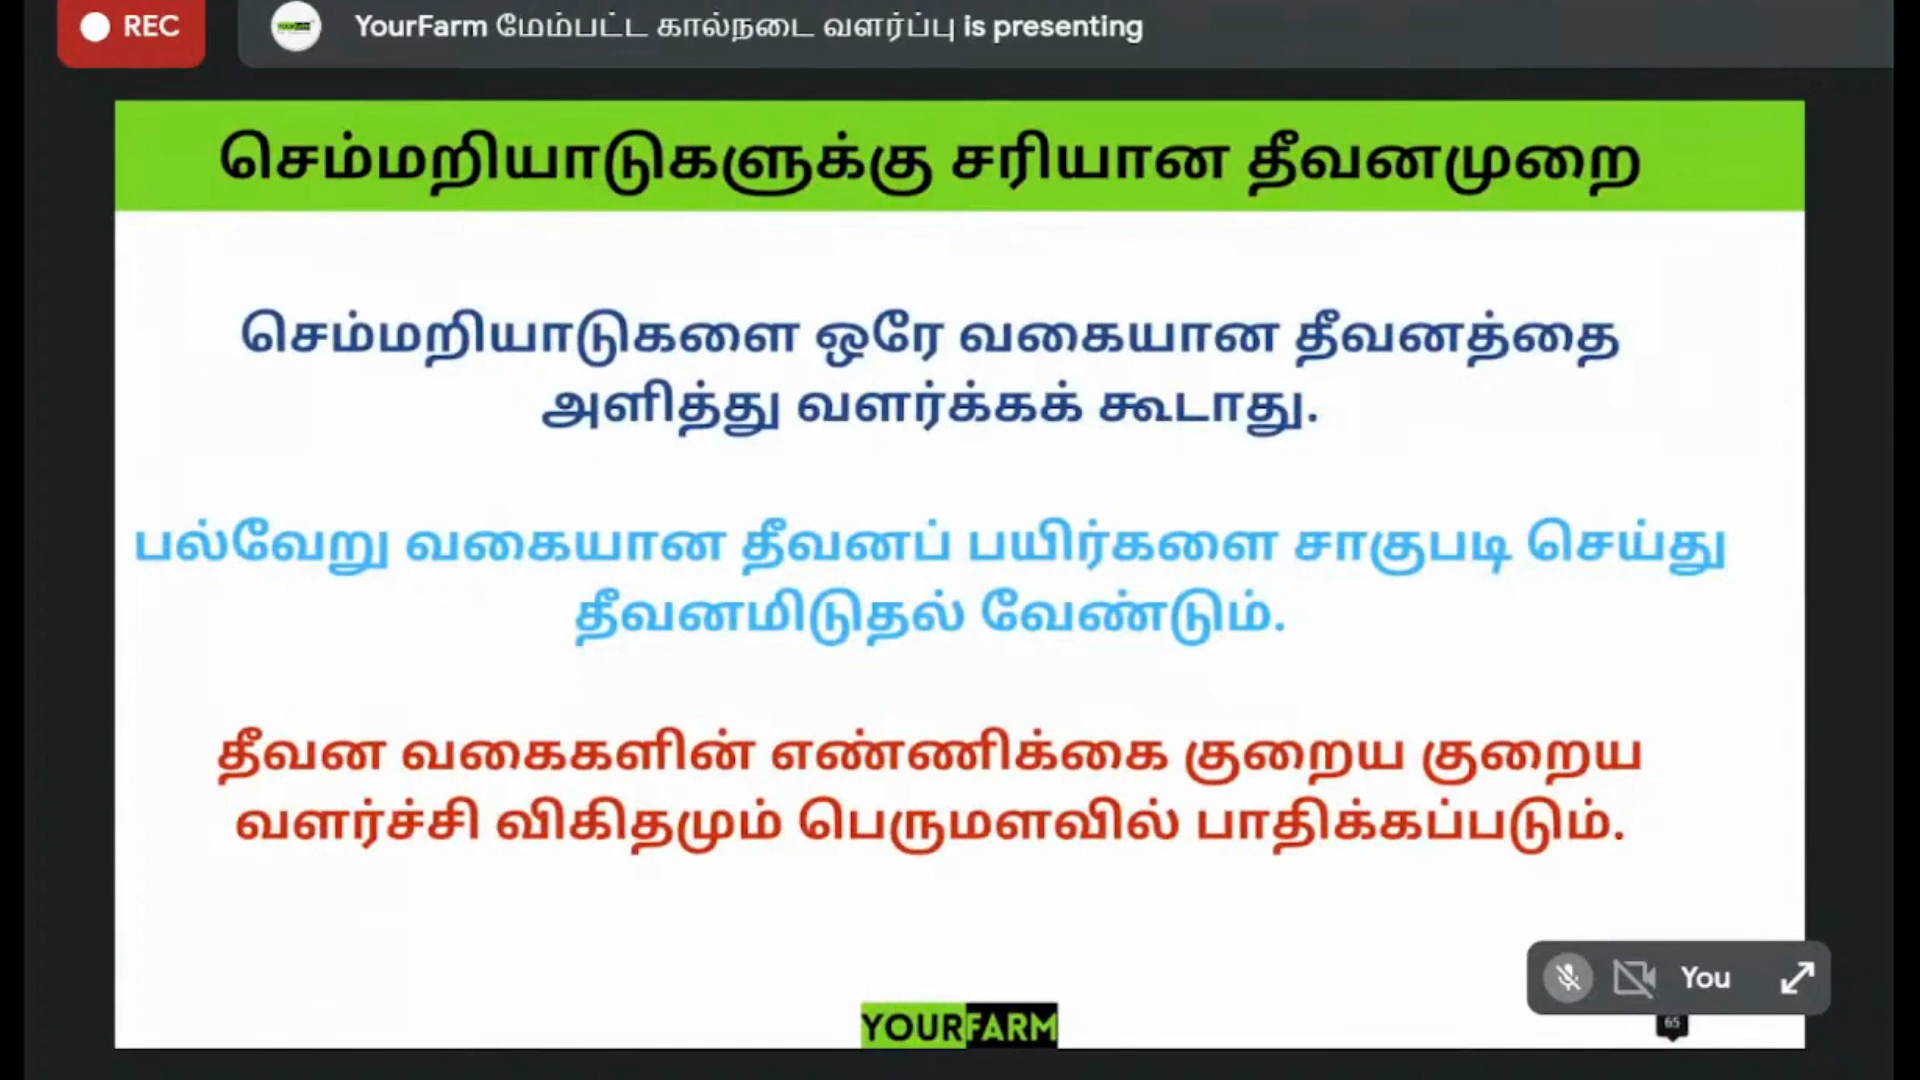 REC
YourFarm மேம்பட்ட கால்நடை வளர்ப்பு is presenting
செம்மறியாடுகளுக்கு சரியான தீவனமுறை
செம்மறியாடுகளை ஒரே வகையான தீவனத்தை
அளித்து வளர்க்கக் கூடாது.
பல்வேறு வகையான தீவனப் பயிர்களை சாகுபடி செய்து
தீவனமிடுதல் வேண்டும்.
தீவன வகைகளின் எண்ணிக்கை குறைய குறைய
வளர்ச்சி விகிதமும் பெருமளவில் பாதிக்கப்படும்.
You
YOURFARM
65